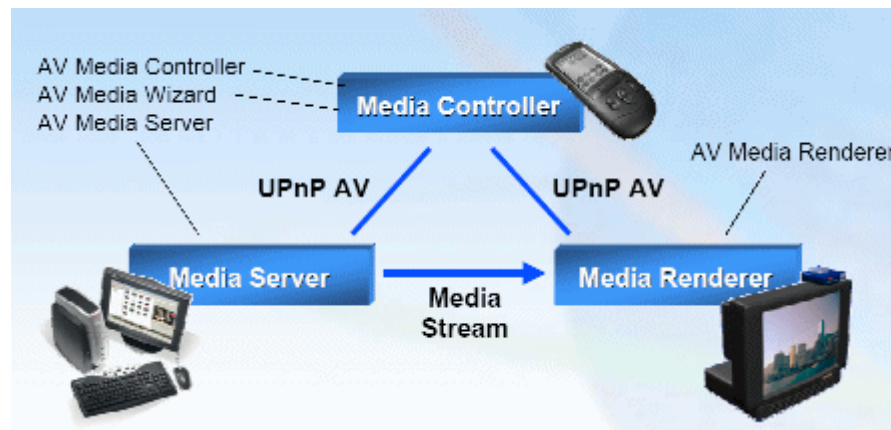 AV Media Controller
AV Media Wizard
AV Media Server
Media Controller
AV Media Renderer
UPnP AV
UPnP AV
Media Server
Media Renderer
Media
Stream